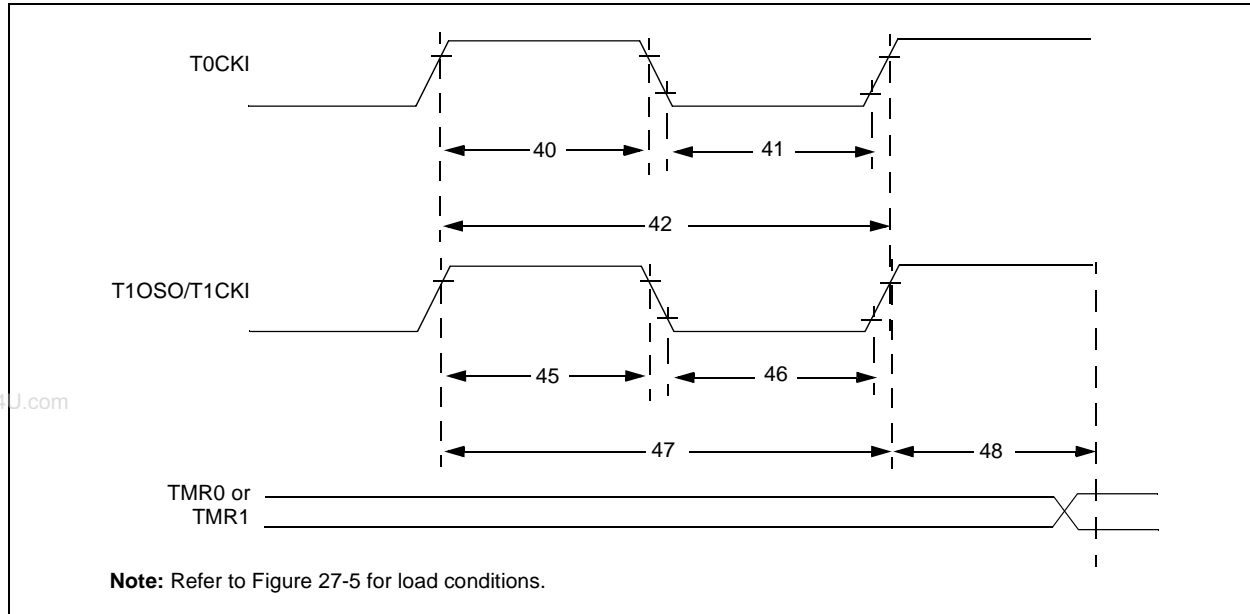 T0CKI
40
41
42
T1OSO/T1CKI
45
46
4U.com
47
48
TMR0 or
TMR1
Note: Refer to Figure 27-5 for load conditions.